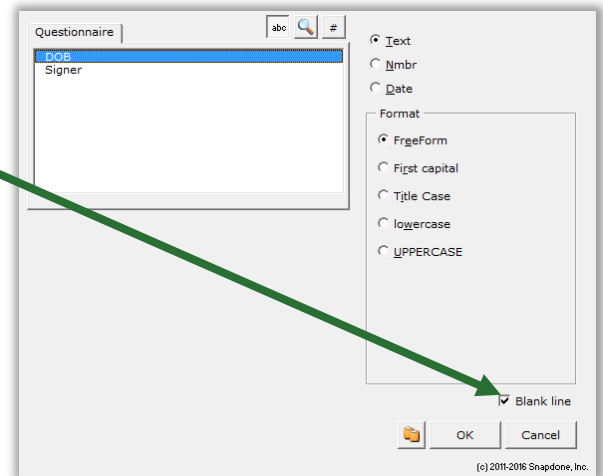 Questionnaire
abc
#
DOB
Signer
Text
Nmbr
Date
Format
FreeForm
First capital
Title Case
lowercase
UPPERCASE
Blank line
OK
Cancel
(c) 2011-2016 Snapdone, Inc.